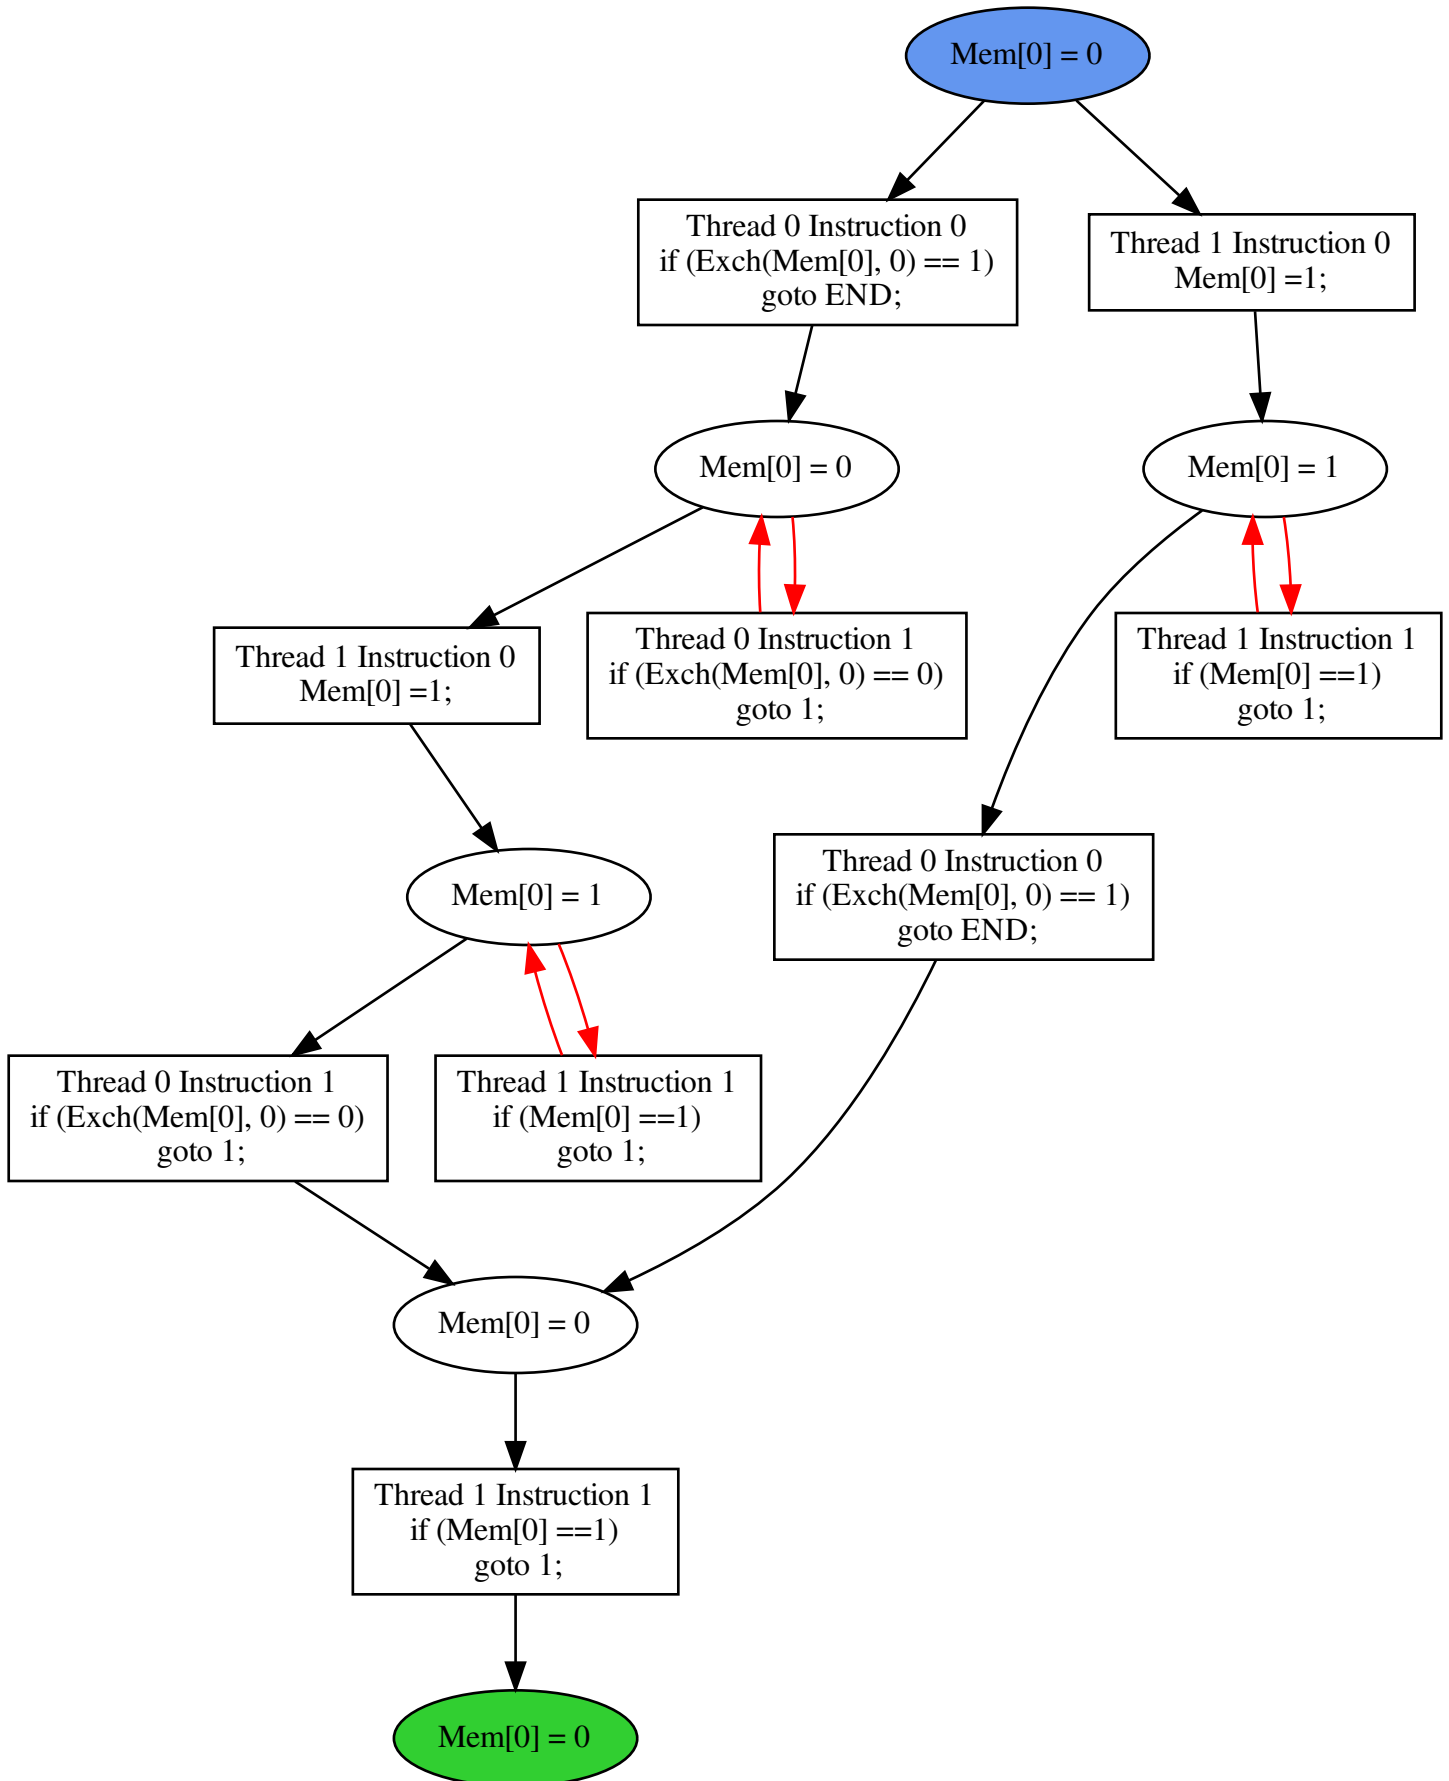 Mem[0] = 0
Thread 0 Instruction 0
if (Exch(Mem[0], 0) == 1)
goto END;
Thread 1 Instruction 0
Mem[0] =1;
Mem[0] = 0
Mem[0] = 1
Thread 1 Instruction 0
Mem[0] =1;
Thread 0 Instruction 1
if (Exch(Mem[0], 0) == 0)
goto 1;
Thread 1 Instruction 1
if (Mem[0] ==1)
goto 1;
Mem[0] = 1
Thread 0 Instruction 0
if (Exch(Mem[0], 0) == 1)
goto END;
Thread 0 Instruction 1
if (Exch(Mem[0], 0) == 0)
goto 1;
Thread 1 Instruction 1
if (Mem[0] ==1)
goto 1;
Mem[0] = 0
Thread 1 Instruction 1
if (Mem[0] ==1)
goto 1;
Mem[0] = 0